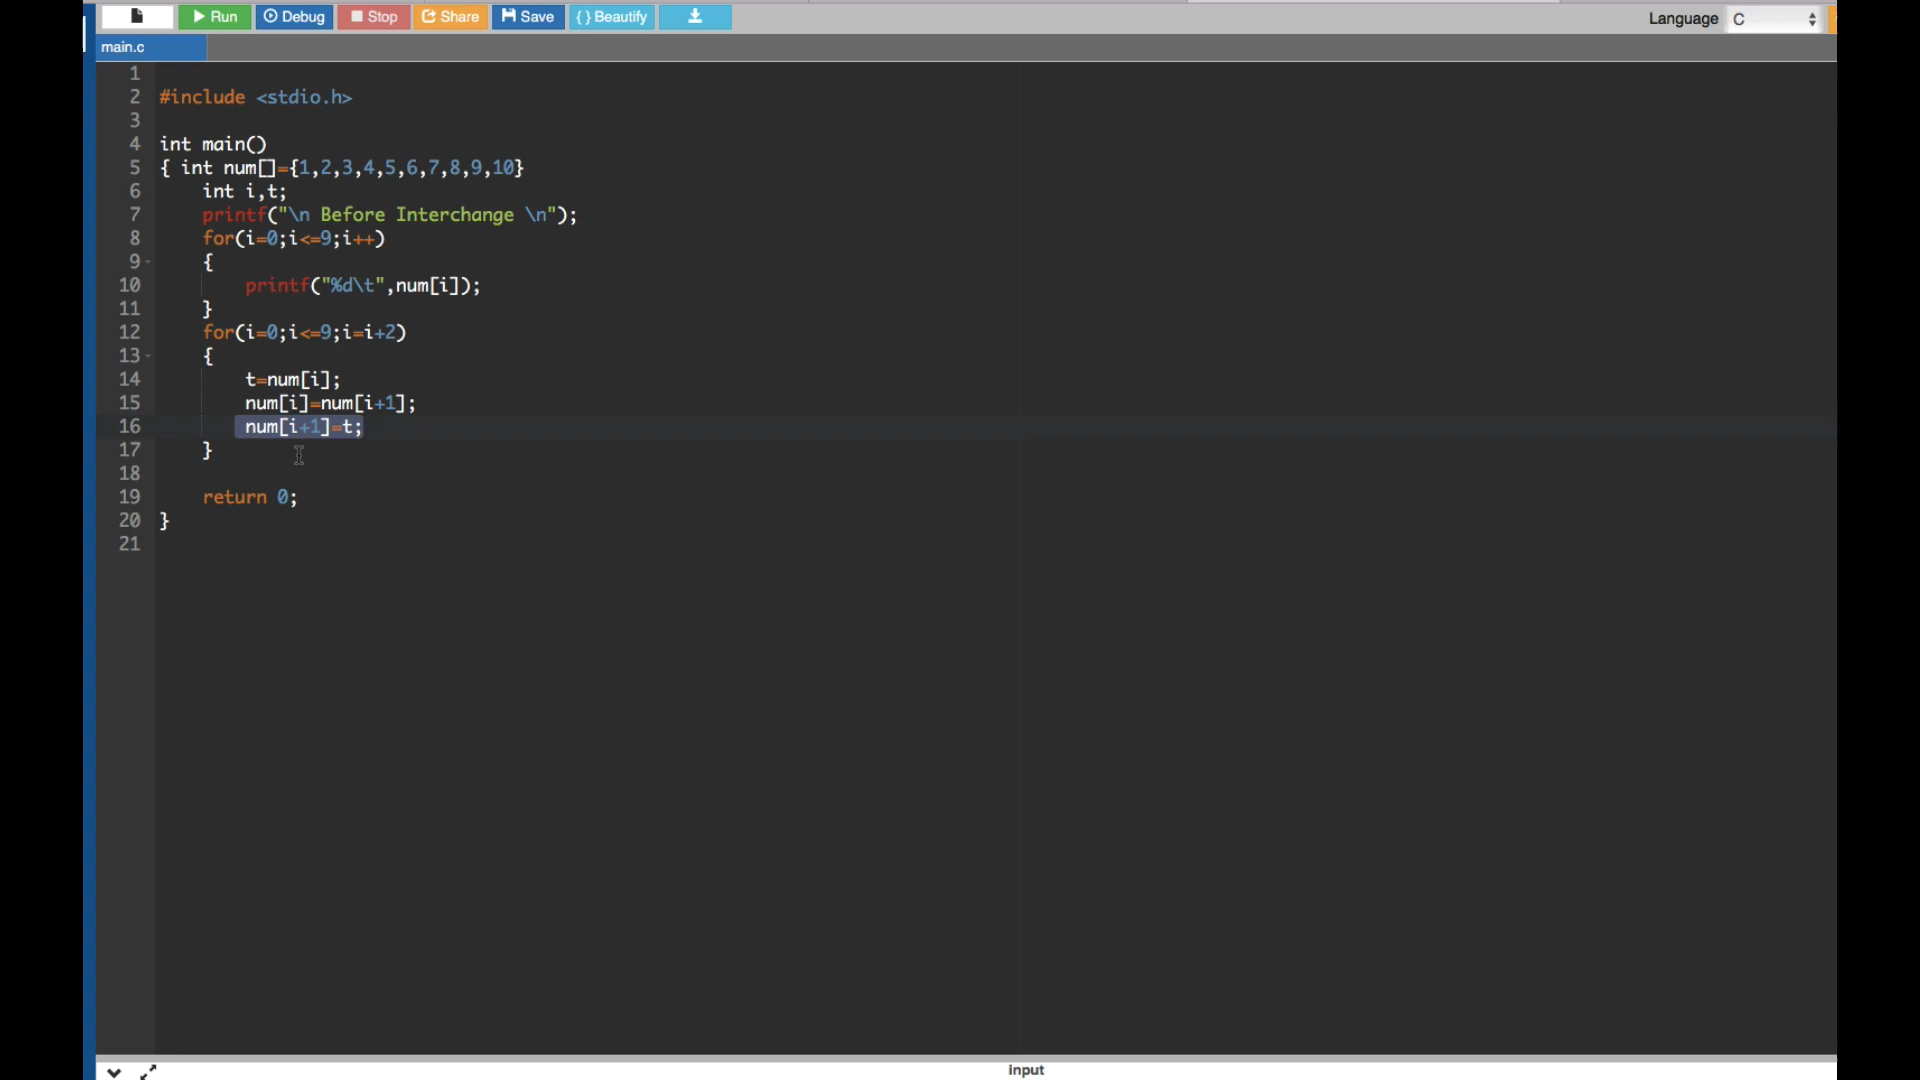 Run Debug Stop Share Save {} Beautify Language C
main.c
1
2 #include <stdio.h>
3
4 int main()
5 { int num[]={1,2,3,4,5,6,7,8,9,10}
6 int i,t;
7 printf("\n Before Interchange \n");
8 for(i=0;i<=9;i++)
9 {
10 printf("%d\t",num[i]);
11 }
12 for(i=0;i<=9;i=i+2)
13 {
14 t=num[i];
15 num[i]=num[i+1];
16 num[i+1]=t;
17 }
18
19 return 0;
20 }
21
input